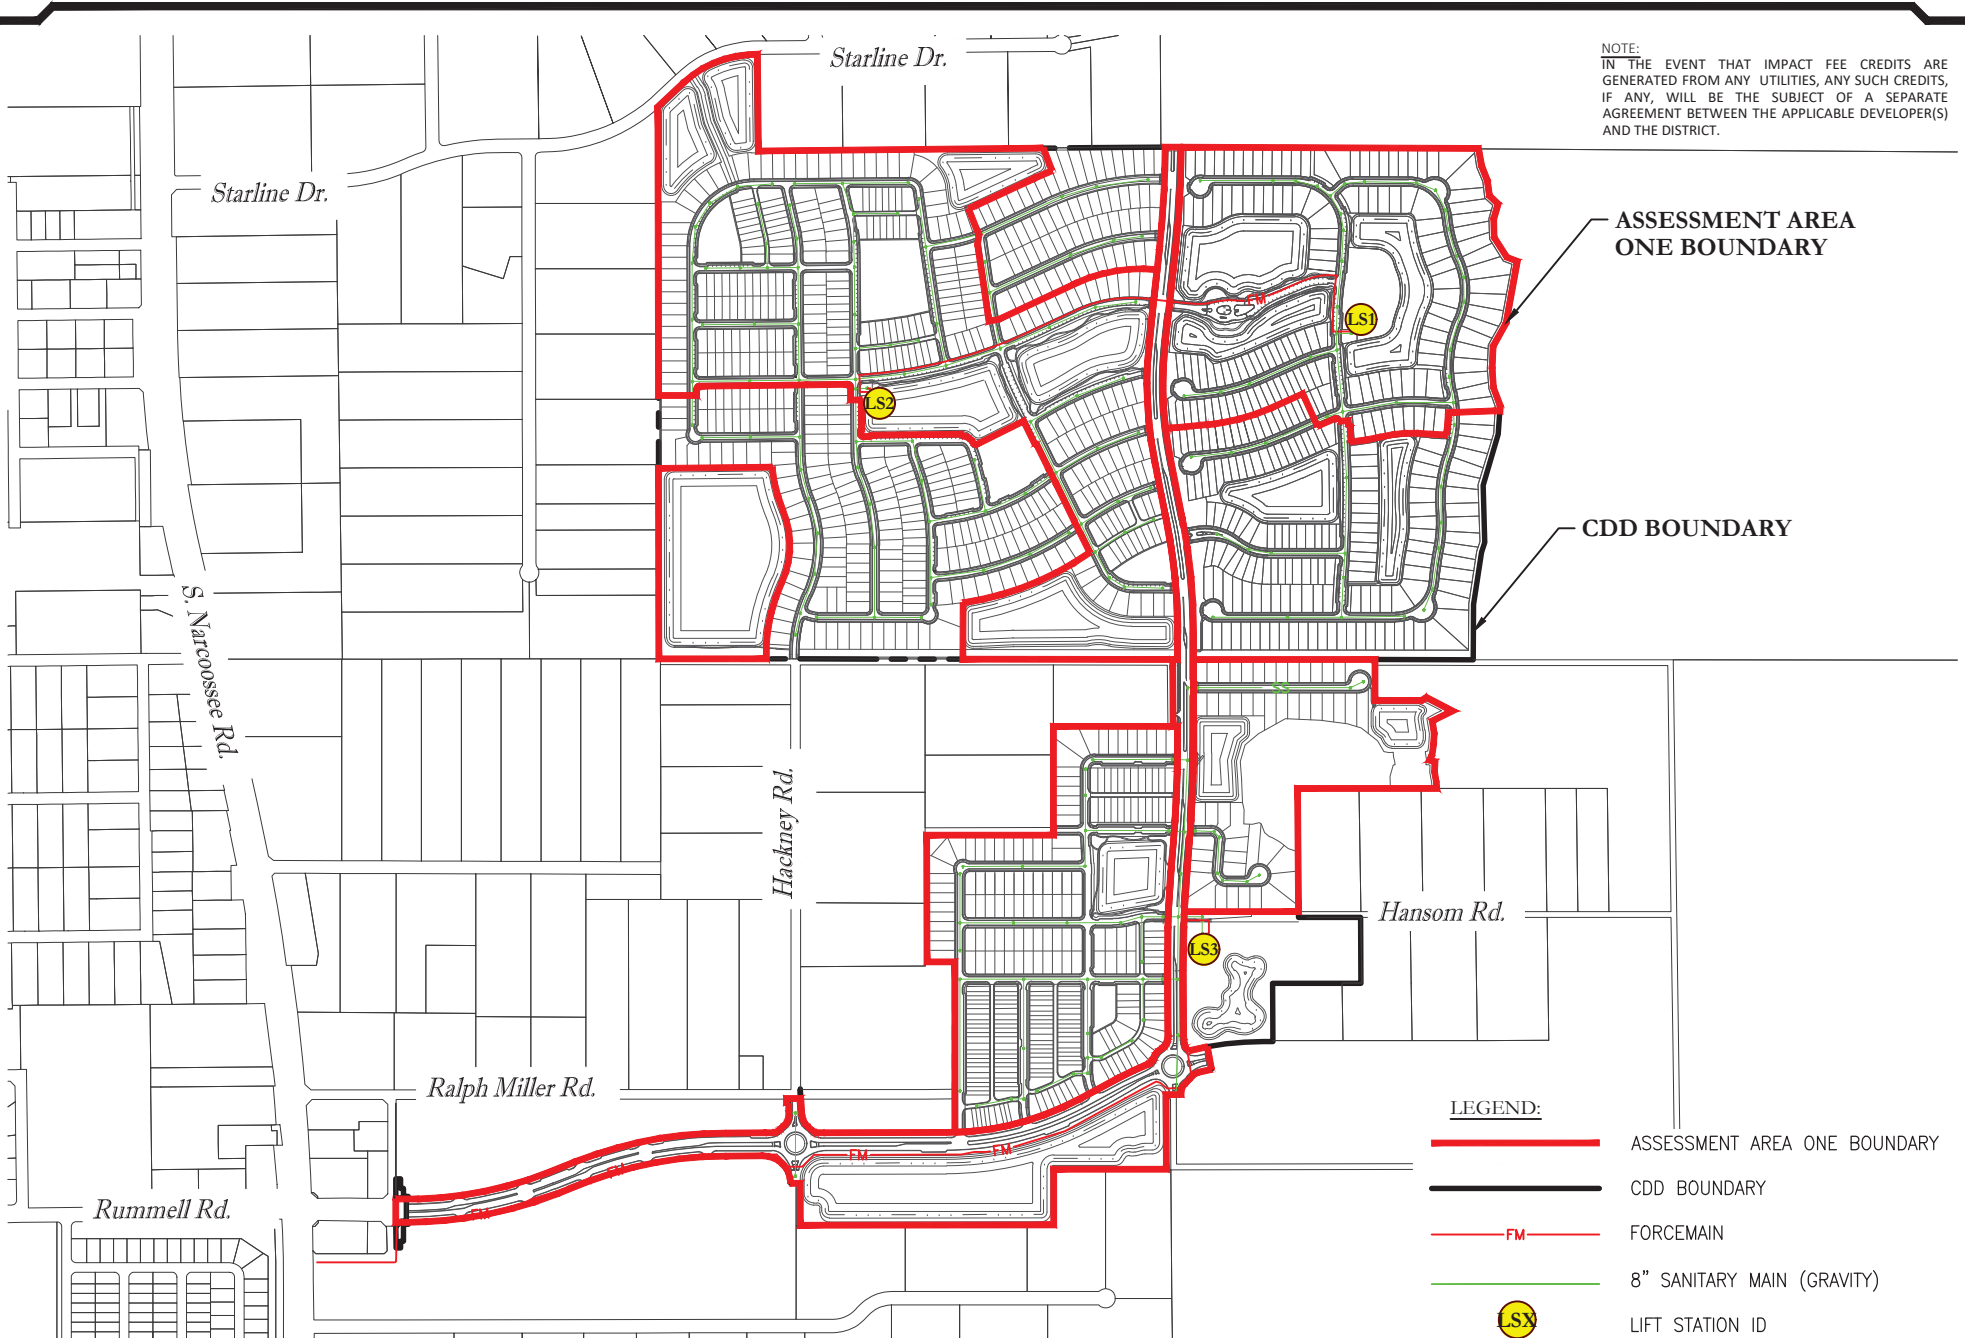 Starline Dr.
NOTE:
IN THE EVENT THAT IMPACT FEE CREDITS ARE
GENERATED FROM ANY UTILITIES, ANY SUCH CREDITS,
IF ANY, WILL BE THE SUBJECT OF A SEPARATE
AGREEMENT BETWEEN THE APPLICABLE DEVELOPER(S)
AND THE DISTRICT.
Starline Dr.
ASSESSMENT AREA
ONE BOUNDARY
FM
LS1
LS2
CDD BOUNDARY
S. Narcoossee Rd.
SS
Hackney Rd.
Hansom Rd.
LS3
Ralph Miller Rd.
FM
FM
FM
FM
Rummell Rd.
LEGEND:
ASSESSMENT AREA ONE BOUNDARY
CDD BOUNDARY
FM
FORCEMAIN
8" SANITARY MAIN (GRAVITY)
LSX
LIFT STATION ID